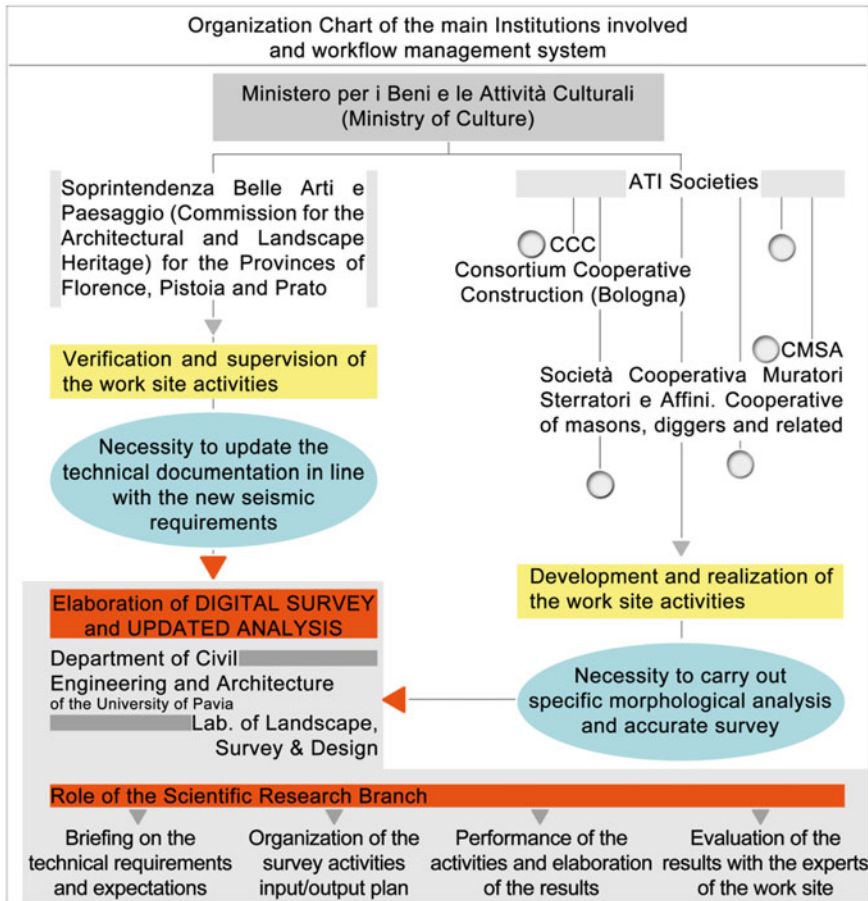 Organization Chart of the main Institutions involved
and workflow management system
Ministero per i Beni e le Attività Culturali
(Ministry of Culture)
Soprintendenza Belle Arti e
Paesaggio (Commission for the
Architectural and Landscape
Heritage) for the Provinces of
Florence, Pistoia and Prato
Verification and supervision of
the work site activities
Necessity to update the
technical documentation in line
with the new seismic
requirements
ATI Societies
CCC
Consortium Cooperative
Construction (Bologna)
CMSA
Società Cooperativa Muratori
Sterratori e Affini. Cooperative
of masons, diggers and related
Development and realization of
the work site activities
Necessity to carry out
specific morphological analysis
and accurate survey
Elaboration of DIGITAL SURVEY
and UPDATED ANALYSIS
Department of Civil
Engineering and Architecture
of the University of Pavia
Lab. of Landscape,
Survey & Design
Role of the Scientific Research Branch
Briefing on the
technical requirements
and expectations
Organization of the
survey activities
input/output plan
Performance of the
activities and elaboration
of the results
Evaluation of the
results with the experts
of the work site